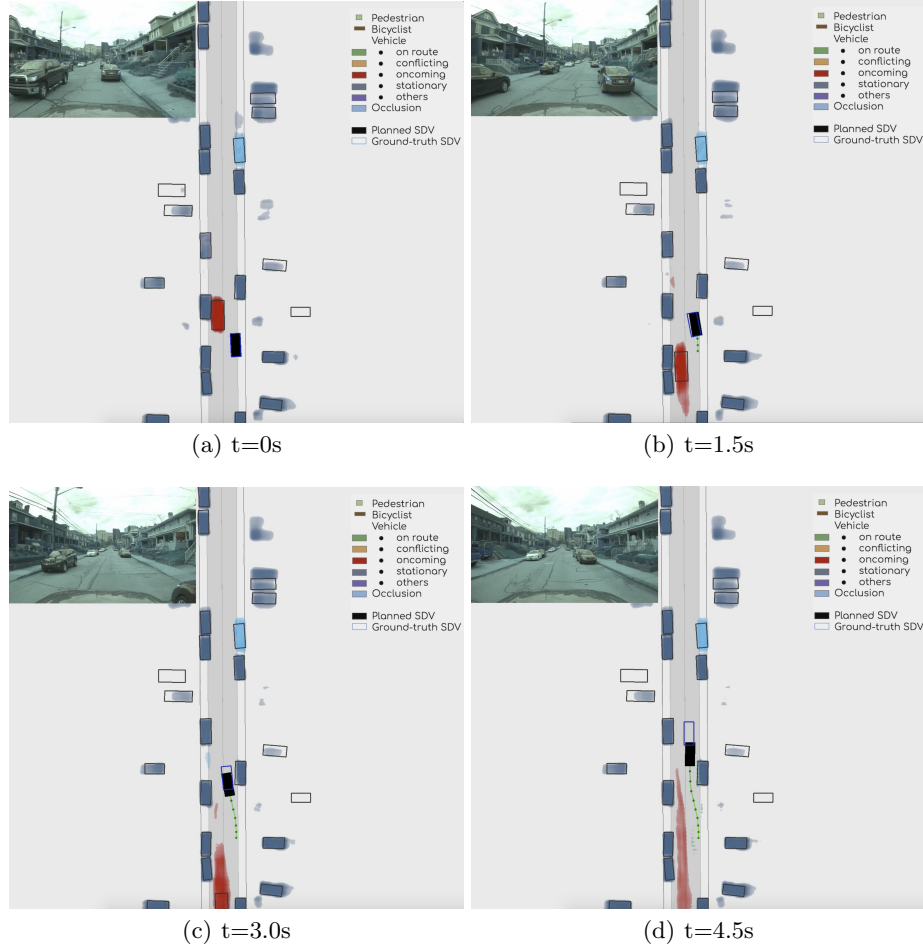 Pedestrian
Bicyclist
Vehicle
• on route
• conflicting
• oncoming
• stationary
• others
Occlusion
Planned SDV
Ground-truth SDV
(a) t=0s
Pedestrian
Bicyclist
Vehicle
• on route
• conflicting
• oncoming
• stationary
• others
Occlusion
Planned SDV
Ground-truth SDV
(b) t=1.5s
Pedestrian
Bicyclist
Vehicle
• on route
• conflicting
• oncoming
• stationary
• others
Occlusion
Planned SDV
Ground-truth SDV
(c) t=3.0s
Pedestrian
Bicyclist
Vehicle
• on route
• conflicting
• oncoming
• stationary
• others
Occlusion
Planned SDV
Ground-truth SDV
(d) t=4.5s